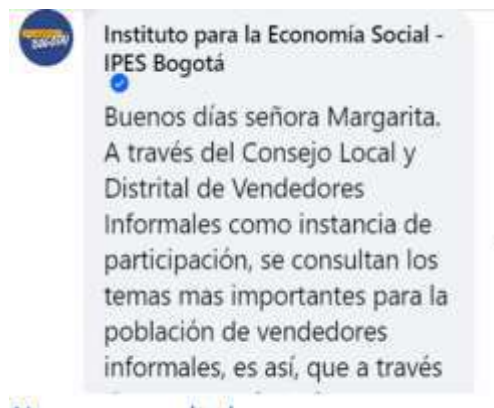 Instituto para la Economía Social -
IPES Bogotá
Buenos días señora Margarita.
A través del Consejo Local y
Distrital de Vendedores
Informales como instancia de
participación, se consultan los
temas mas importantes para la
población de vendedores
informales, es así, que a través